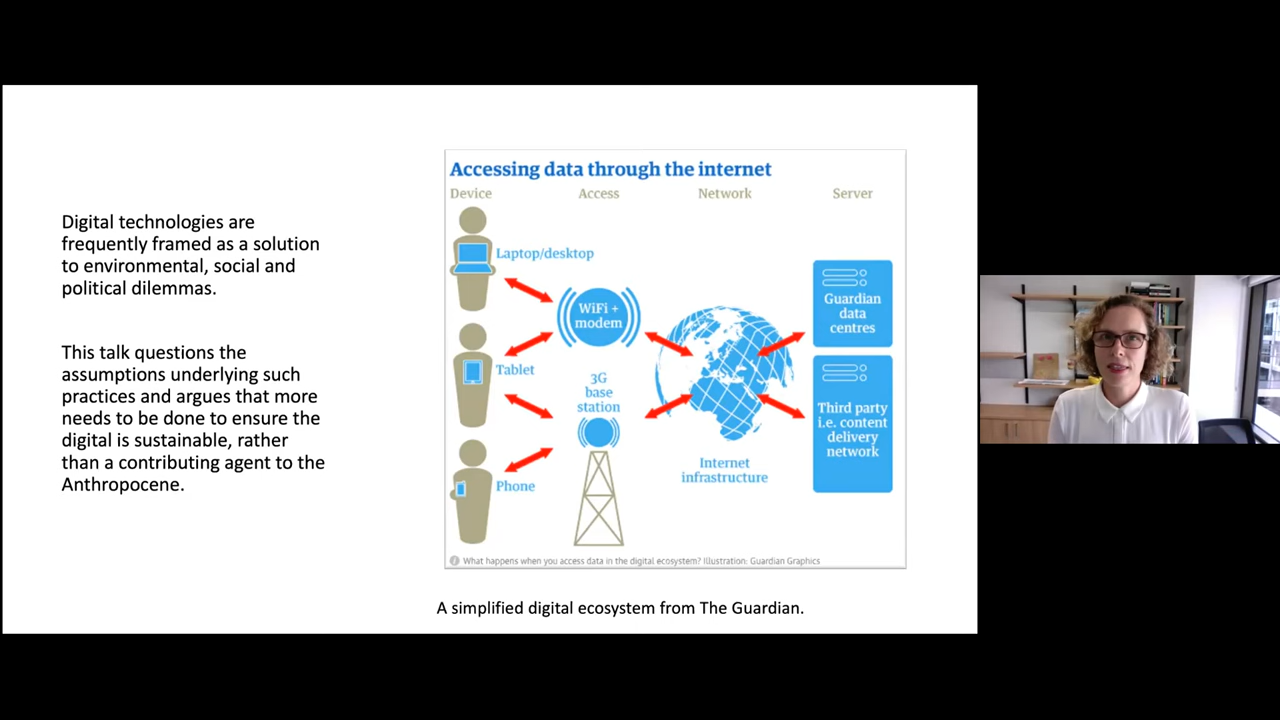 Digital technologies are
frequently framed as a solution
to environmental, social and
political dilemmas.
This talk questions the
assumptions underlying such
practices and argues that more
needs to be done to ensure the
digital is sustainable, rather
than a contributing agent to the
Anthropocene.
Accessing data through the internet
Device Access Network Server
Laptop/desktop
WiFi +
modem
Tablet
3G
base
station
Phone
Internet
infrastructure
Guardian
data
centres
Third party
i.e. content
delivery
network
i What happens when you access data in the digital ecosystem? Illustration: Guardian Graphics
A simplified digital ecosystem from The Guardian.